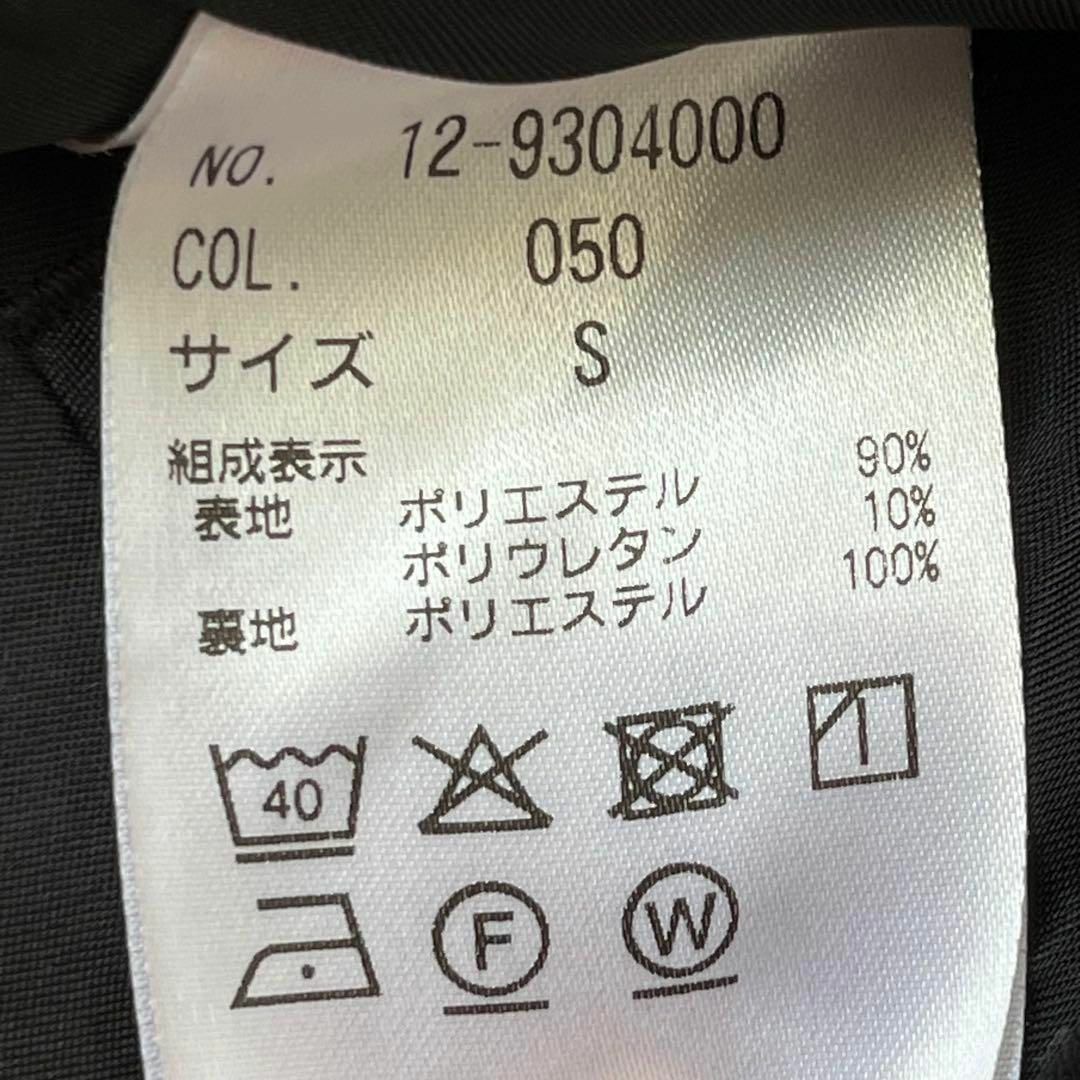 NO. 12-9304000
COL. 050
サイズ S
組成表示
表地 ポリエステル 90%
ポリウレタン 10%
裏地 ポリエステル 100%
40
F W